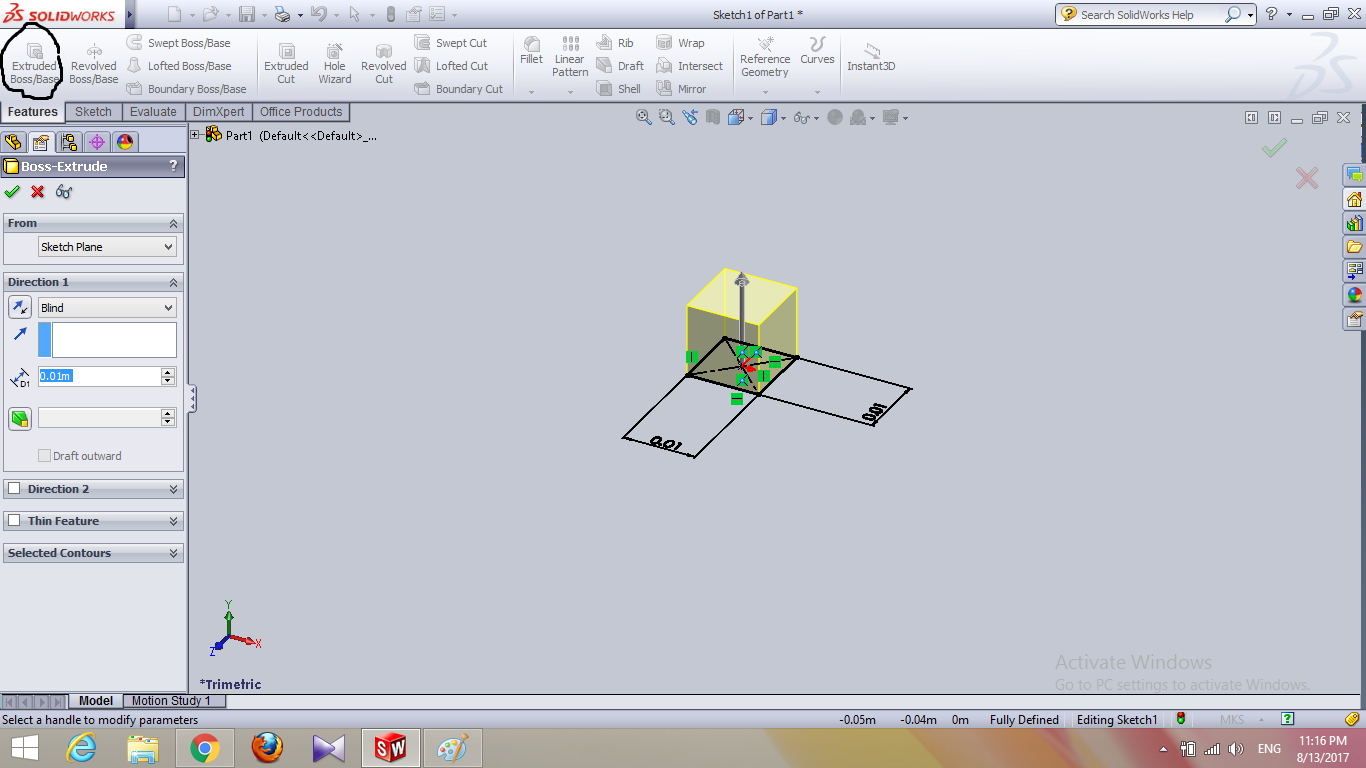 SOLIDWORKS
Sketch1 of Part1 *
Search SolidWorks Help
Extruded
Boss/Base
Revolved
Boss/Base
Swept Boss/Base
Lofted Boss/Base
Boundary Boss/Base
Extruded
Cut
Hole
Wizard
Revolved
Cut
Swept Cut
Lofted Cut
Boundary Cut
Fillet
Linear
Pattern
Rib
Draft
Shell
Wrap
Intersect
Mirror
Reference
Geometry
Curves
Instant3D
Features
Sketch
Evaluate
DimXpert
Office Products
Part1 (Default<<Default>_...
Boss-Extrude
?
From
Sketch Plane
Direction 1
Blind
D1
0.01m
Draft outward
Direction 2
Thin Feature
Selected Contours
0.01
0.01
Y
X
Z
*Trimetric
Activate Windows
Go to PC settings to activate Windows.
Model
Motion Study 1
Select a handle to modify parameters
-0.05m
-0.04m
0m
Fully Defined
Editing Sketch1
MKS
?
SW
ENG
11:16 PM
8/13/2017